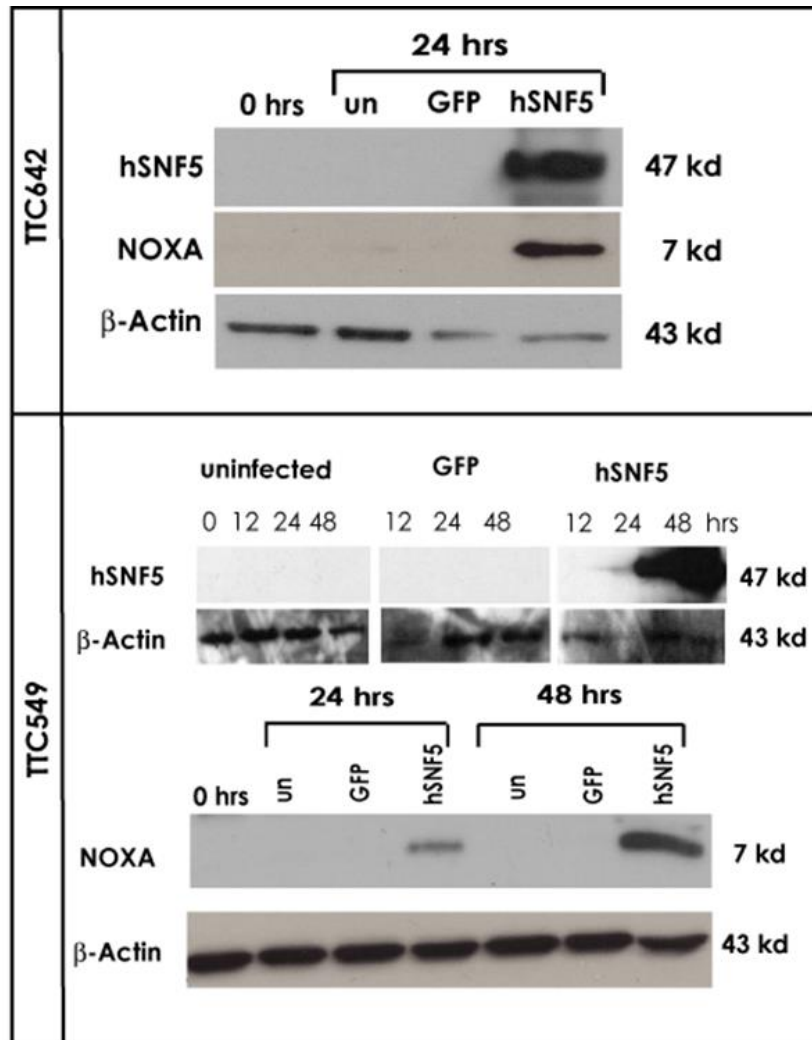 TTC642
24 hrs
0 hrs un GFP hSNF5
hSNF5 47 kd
NOXA 7 kd
β-Actin 43 kd
TTC549
uninfected GFP hSNF5
0 12 24 48 12 24 48 12 24 48 hrs
hSNF5 47 kd
β-Actin 43 kd
24 hrs 48 hrs
0 hrs un GFP hSNF5 un GFP hSNF5
NOXA 7 kd
β-Actin 43 kd